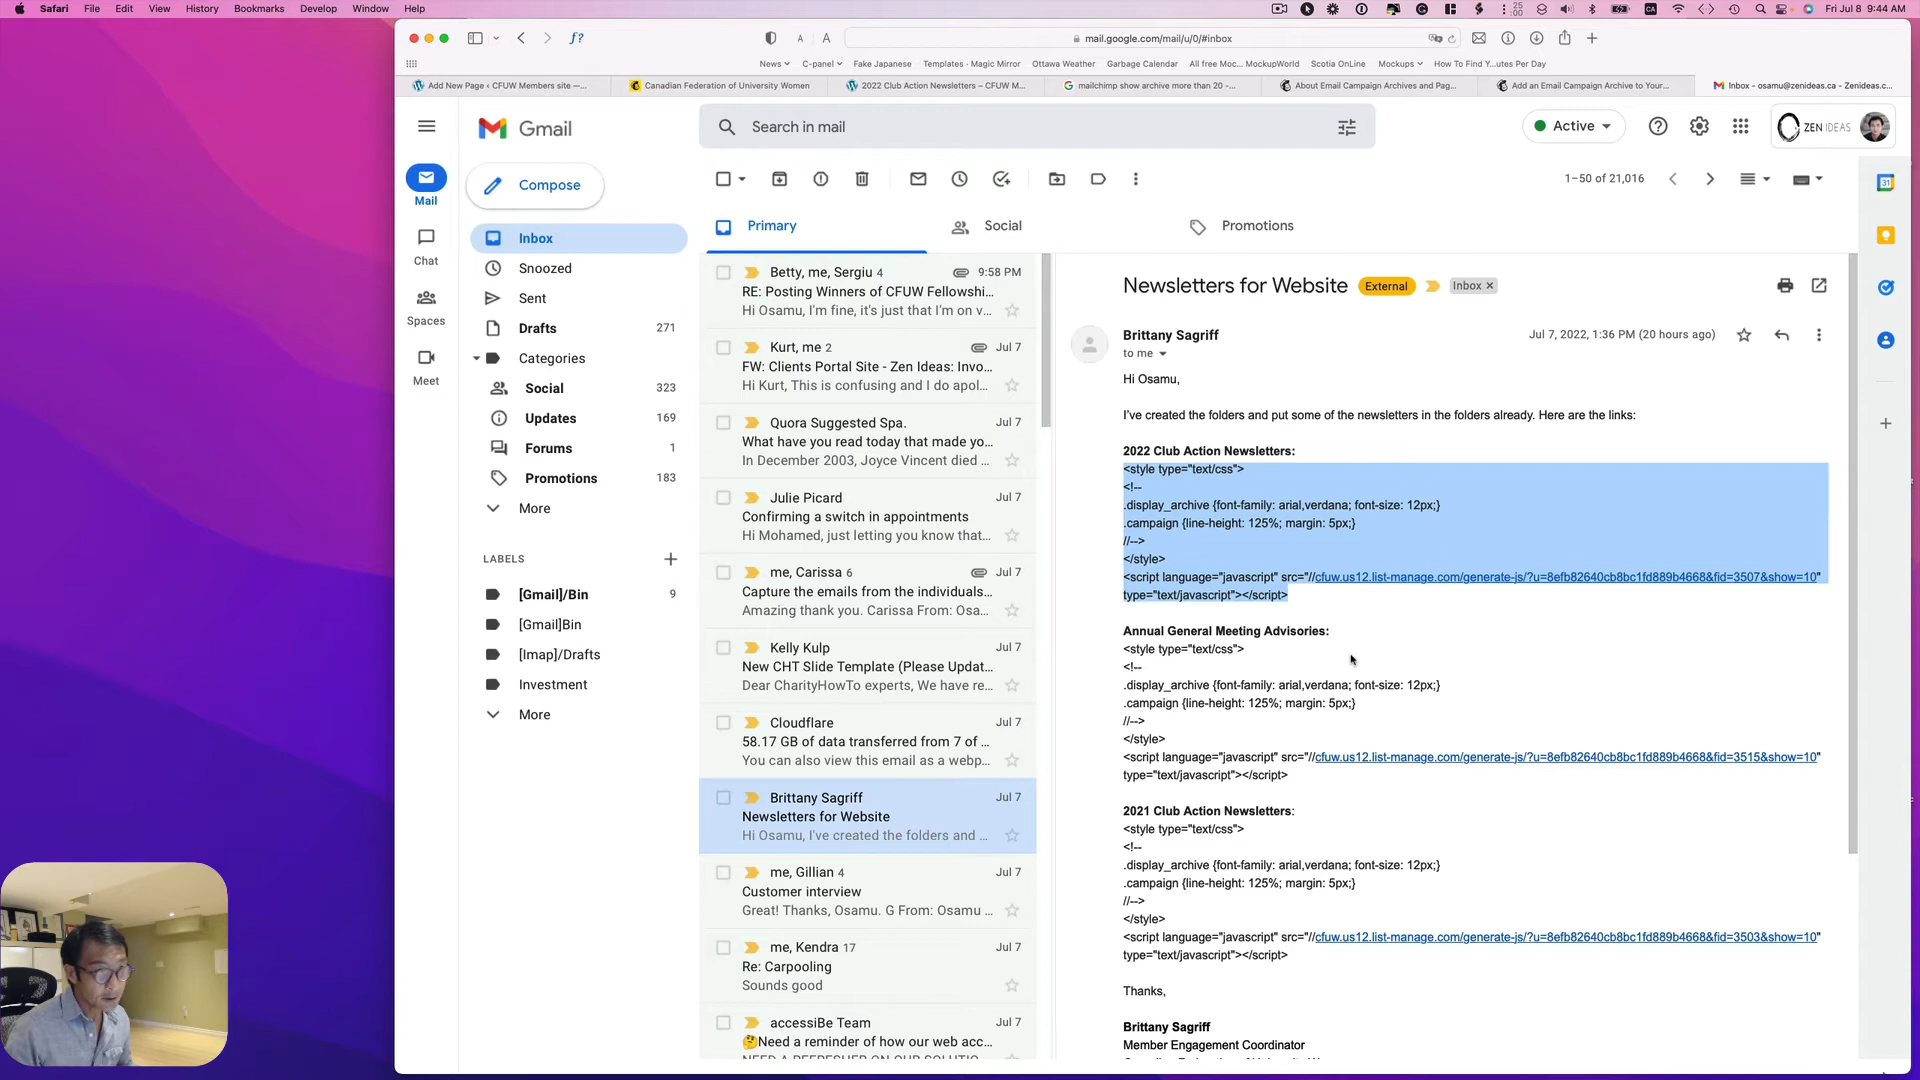 Safari File Edit View History Bookmarks Develop Window Help
Fri Jul 8 9:44 AM
mail.google.com/mail/u/0/#inbox
News C-panel Fake Japanese Templates - Magic Mirror Ottawa Weather Garbage Calendar All free Moc... MockupWorld Scotia OnLine Mockups How To Find Y...utes Per Day
Add New Page ‹ CFUW Members site —...
Canadian Federation of University Women
2022 Club Action Newsletters – CFUW M...
mailchimp show archive more than 20 -...
About Email Campaign Archives and Pag...
Add an Email Campaign Archive to Your...
Inbox - osamu@zenideas.ca - Zenideas.c...
Gmail
Search in mail
Active
ZEN IDEAS
Mail
Chat
Spaces
Meet
Compose
Inbox
Snoozed
Sent
Drafts 271
Categories
Social 323
Updates 169
Forums 1
Promotions 183
More
LABELS
[Gmail]/Bin 9
[Gmail]Bin
[Imap]/Drafts
Investment
More
1–50 of 21,016
Primary
Social
Promotions
Betty, me, Sergiu 4 9:58 PM
RE: Posting Winners of CFUW Fellowshi...
Hi Osamu, I'm fine, it's just that I'm on v...
Kurt, me 2 Jul 7
FW: Clients Portal Site - Zen Ideas: Invo...
Hi Kurt, This is confusing and I do apol...
Quora Suggested Spa. Jul 7
What have you read today that made yo...
In December 2003, Joyce Vincent died ...
Julie Picard Jul 7
Confirming a switch in appointments
Hi Mohamed, just letting you know that...
me, Carissa 6 Jul 7
Capture the emails from the individuals...
Amazing thank you. Carissa From: Osa...
Kelly Kulp Jul 7
New CHT Slide Template (Please Updat...
Dear CharityHowTo experts, We have re...
Cloudflare Jul 7
58.17 GB of data transferred from 7 of ...
You can also view this email as a webp...
Brittany Sagriff Jul 7
Newsletters for Website
Hi Osamu, I've created the folders and ...
me, Gillian 4 Jul 7
Customer interview
Great! Thanks, Osamu. G From: Osamu ...
me, Kendra 17 Jul 7
Re: Carpooling
Sounds good
accessiBe Team Jul 7
🤔Need a reminder of how our web acc...
Newsletters for Website External Inbox ×
Brittany Sagriff Jul 7, 2022, 1:36 PM (20 hours ago)
to me
Hi Osamu,
I've created the folders and put some of the newsletters in the folders already. Here are the links:
2022 Club Action Newsletters:
<style type="text/css">
<!--
.display_archive {font-family: arial,verdana; font-size: 12px;}
.campaign {line-height: 125%; margin: 5px;}
//-->
</style>
<script language="javascript" src="//cfuw.us12.list-manage.com/generate-js/?u=8efb82640cb8bc1fd889b4668&fid=3507&show=10"
type="text/javascript"></script>
Annual General Meeting Advisories:
<style type="text/css">
<!--
.display_archive {font-family: arial,verdana; font-size: 12px;}
.campaign {line-height: 125%; margin: 5px;}
//-->
</style>
<script language="javascript" src="//cfuw.us12.list-manage.com/generate-js/?u=8efb82640cb8bc1fd889b4668&fid=3515&show=10"
type="text/javascript"></script>
2021 Club Action Newsletters:
<style type="text/css">
<!--
.display_archive {font-family: arial,verdana; font-size: 12px;}
.campaign {line-height: 125%; margin: 5px;}
//-->
</style>
<script language="javascript" src="//cfuw.us12.list-manage.com/generate-js/?u=8efb82640cb8bc1fd889b4668&fid=3503&show=10"
type="text/javascript"></script>
Thanks,
Brittany Sagriff
Member Engagement Coordinator